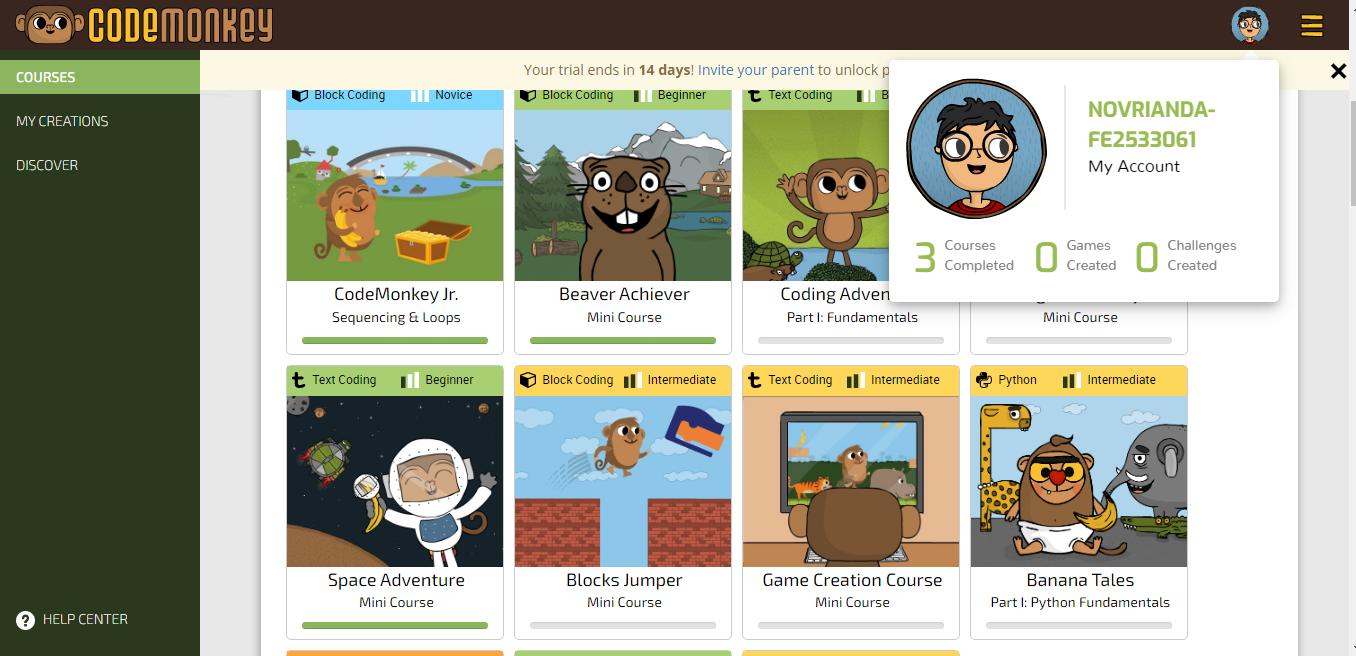 CODEMONKEY
COURSES
MY CREATIONS
DISCOVER
HELP CENTER
Your trial ends in 14 days! Invite your parent to unlock
NOVRIANDA-
FE2533061
My Account
3 Courses Completed
0 Games Created
0 Challenges Created
Block Coding Novice
CodeMonkey Jr.
Sequencing & Loops
Block Coding Beginner
Beaver Achiever
Mini Course
Text Coding
Coding
Part I: Fundamentals
Mini Course
Text Coding Beginner
Space Adventure
Mini Course
Block Coding Intermediate
Blocks Jumper
Mini Course
Text Coding Intermediate
Game Creation Course
Mini Course
Python Intermediate
Banana Tales
Part I: Python Fundamentals